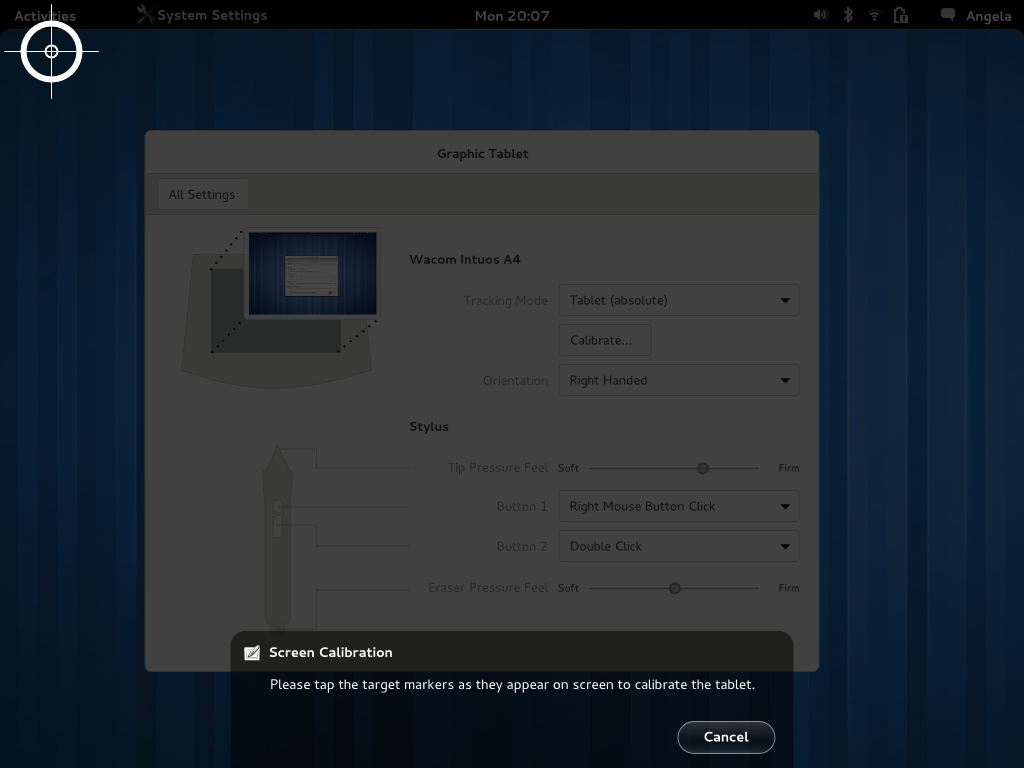 Activities System Settings Mon 20:07 Angela
Graphic Tablet
All Settings
Wacom Intuos A4
Tracking Mode Tablet (absolute)
Calibrate...
Orientation Right Handed
Stylus
Tip Pressure Feel Soft Firm
Button 1 Right Mouse Button Click
Button 2 Double Click
Eraser Pressure Feel Soft Firm
Screen Calibration
Please tap the target markers as they appear on screen to calibrate the tablet.
Cancel